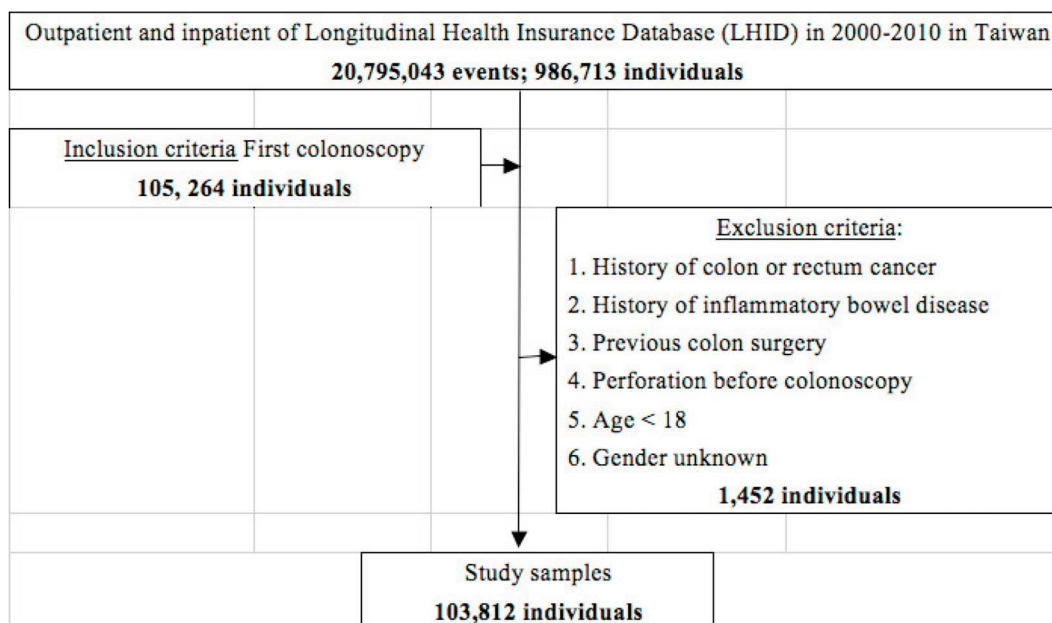 Outpatient and inpatient of Longitudinal Health Insurance Database (LHID) in 2000-2010 in Taiwan
20,795,043 events; 986,713 individuals
Inclusion criteria First colonoscopy
105, 264 individuals
Exclusion criteria:
1. History of colon or rectum cancer
2. History of inflammatory bowel disease
3. Previous colon surgery
4. Perforation before colonoscopy
5. Age < 18
6. Gender unknown
1,452 individuals
Study samples
103,812 individuals